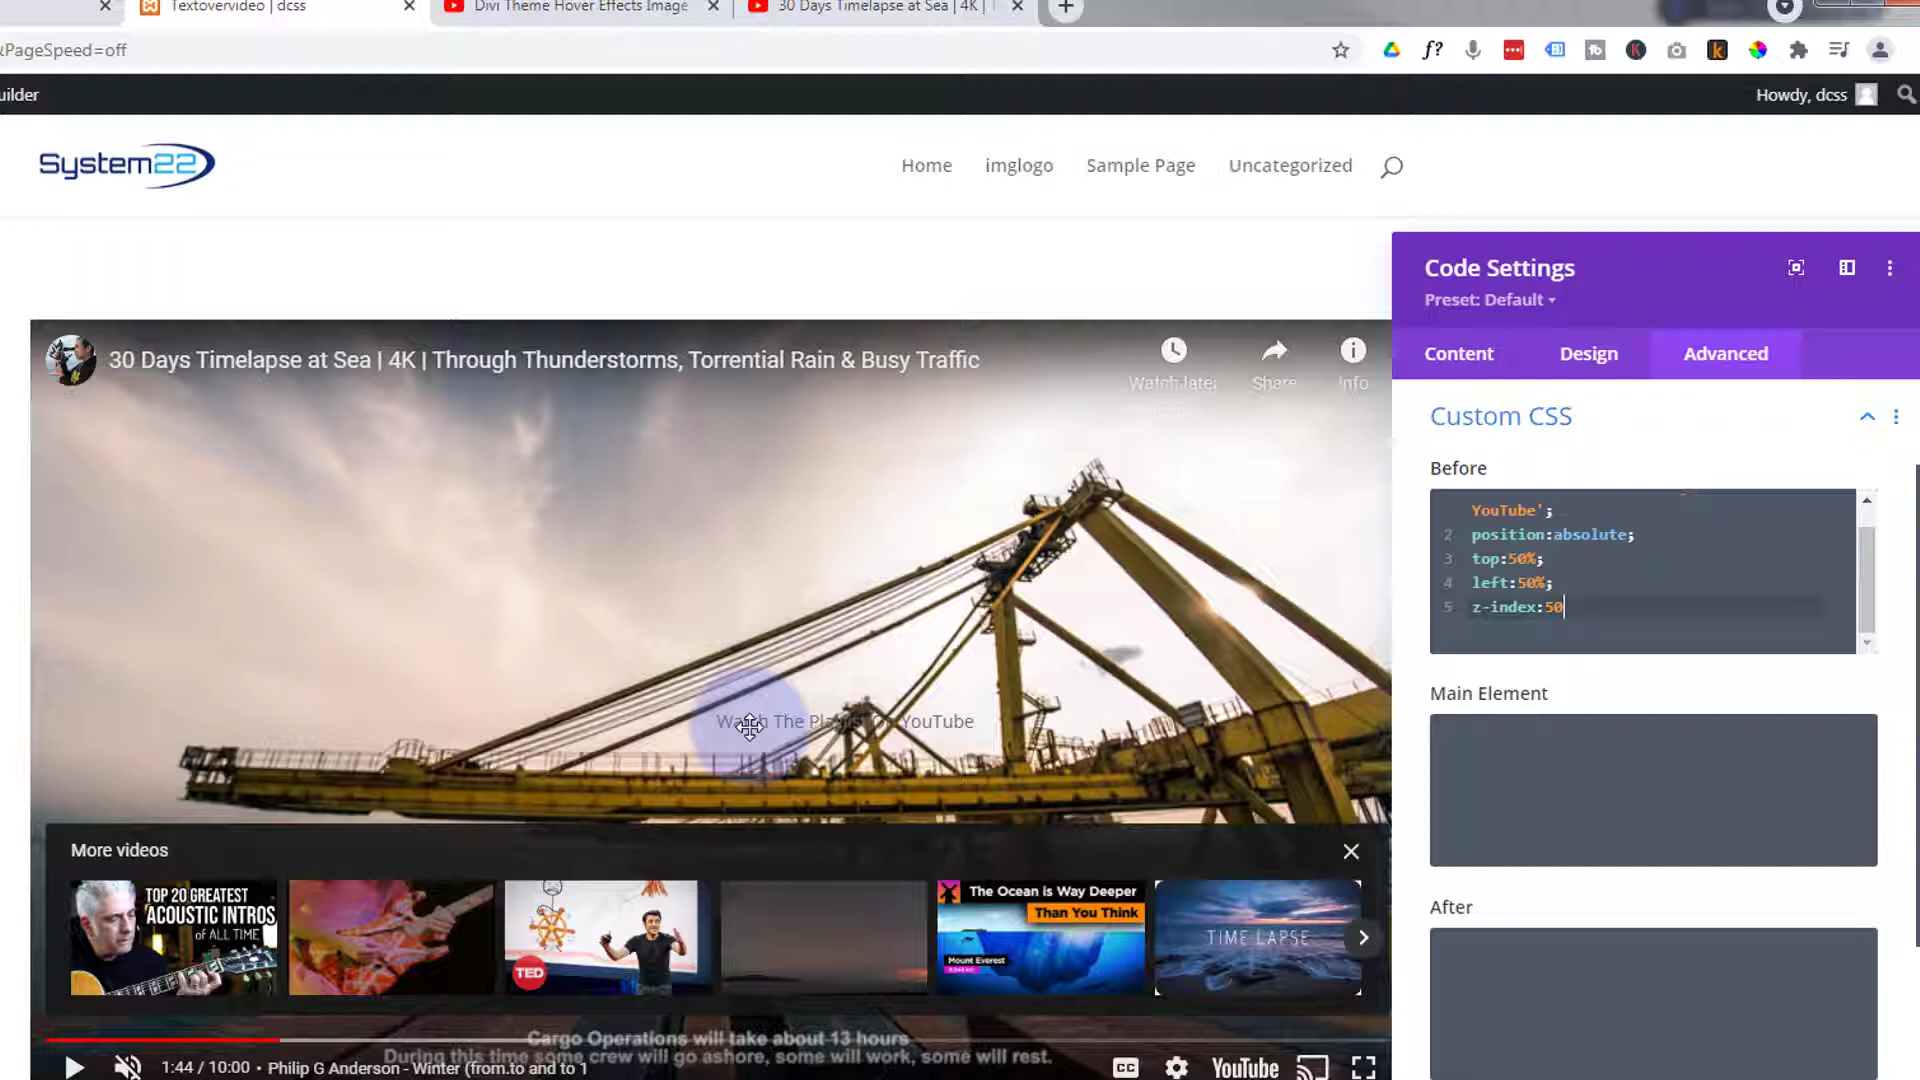 Textovervideo | dcss
Divi Theme Hover Effects Image
30 Days Timelapse at Sea | 4K |
&PageSpeed=off
uilder
Howdy, dcss
System22
Home
imglogo
Sample Page
Uncategorized
Code Settings
Preset: Default
Content
Design
Advanced
Custom CSS
Before
YouTube';
2 position:absolute;
3 top:50%;
4 left:50%;
5 z-index:50
Main Element
After
30 Days Timelapse at Sea | 4K | Through Thunderstorms, Torrential Rain & Busy Traffic
Watch later
Share
Info
Watch The Playlist On YouTube
More videos
TOP 20 GREATEST
ACOUSTIC INTROS
of ALL TIME
TED
The Ocean is Way Deeper
Than You Think
Mount Everest
TIME LAPSE
Cargo Operations will take about 13 hours
During this time some crew will go ashore, some will work, some will rest.
1:44 / 10:00 • Philip G Anderson - Winter (from.to and to 1
CC
YouTube